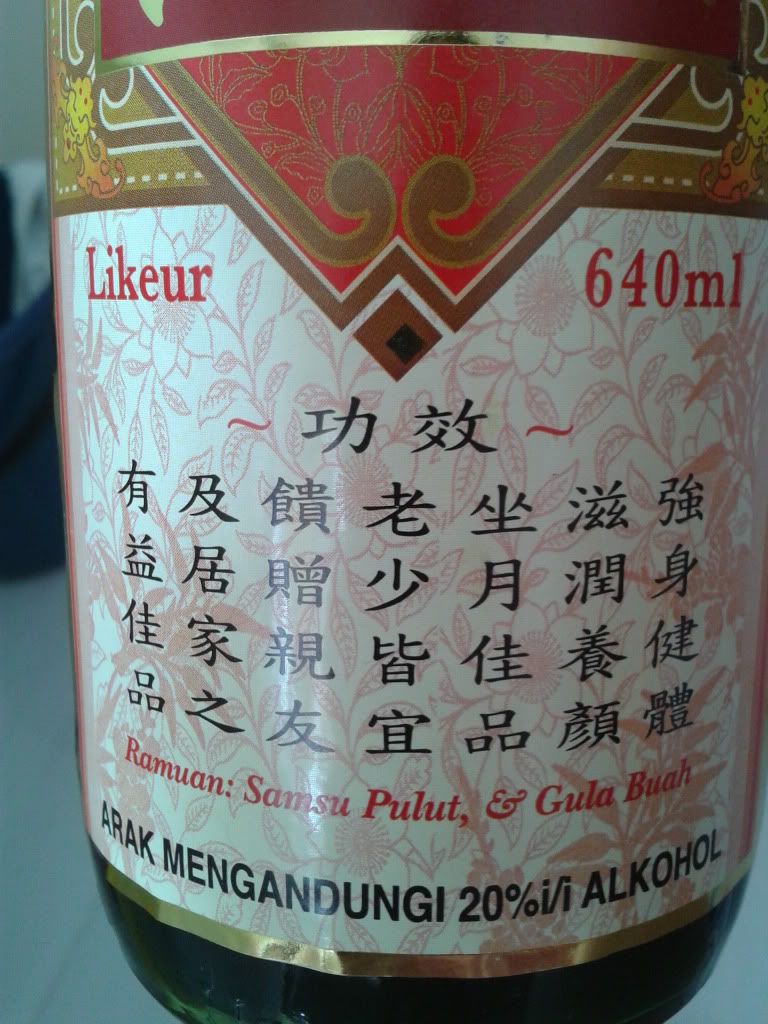 Likeur
640ml
~ 功效 ~
強身健體
滋潤養顏
坐月佳品
老少皆宜
饋贈親友
及居家之
有益佳品
Ramuan: Samsu Pulut, & Gula Buah
ARAK MENGANDUNGI 20%i/i ALKOHOL